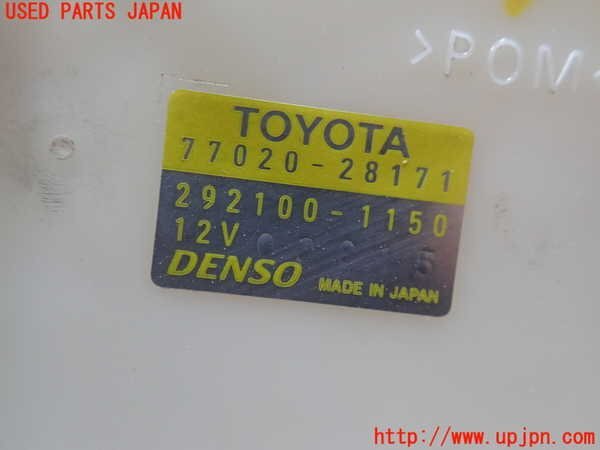 USED PARTS JAPAN
>POM<
TOYOTA
77020-28171
292100-1150
12V
DENSO MADE IN JAPAN
http://www.upjpn.com/